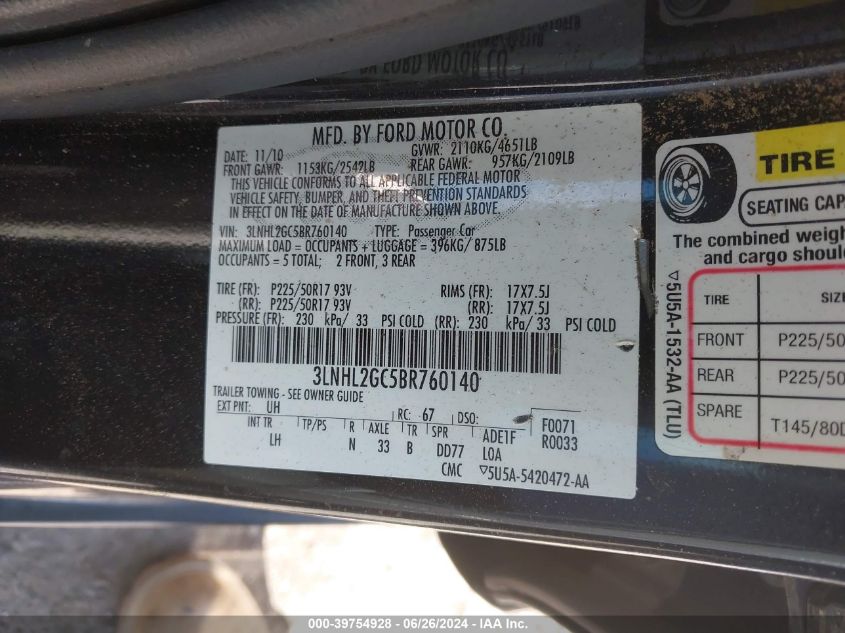 MFD. BY FORD MOTOR CO.
DATE: 11/10 GVWR: 2110KG/4651LB
FRONT GAWR: 1153KG/2542LB REAR GAWR: 957KG/2109LB
THIS VEHICLE CONFORMS TO ALL APPLICABLE FEDERAL MOTOR
VEHICLE SAFETY, BUMPER, AND THEFT PREVENTION STANDARDS
IN EFFECT ON THE DATE OF MANUFACTURE SHOWN ABOVE.
VIN: 3LNHL2GC5BR760140 TYPE: Passenger Car
MAXIMUM LOAD = OCCUPANTS + LUGGAGE = 396KG/ 875LB
OCCUPANTS = 5 TOTAL; 2 FRONT, 3 REAR
TIRE (FR): P225/50R17 93V RIMS (FR): 17X7.5J
(RR): P225/50R17 93V (RR): 17X7.5J
PRESSURE (FR): 230 kPa/ 33 PSI COLD (RR): 230 kPa/ 33 PSI COLD
3LNHL2GC5BR760140
TRAILER TOWING - SEE OWNER GUIDE
EXT PNT: UH RC: 67 DSO: F0071
INT TR TP/PS R AXLE TR SPR ADE1F R0033
LH N 33 B DD77 LOA
CMC ▽5U5A-5420472-AA
TIRE
SEATING CAP
The combined weigh
and cargo shoul
TIRE SIZ
FRONT P225/50
REAR P225/5
SPARE T145/80D
▽5U5A-1532-AA (TLU)
000-39754928 - 06/26/2024 - IAA Inc.